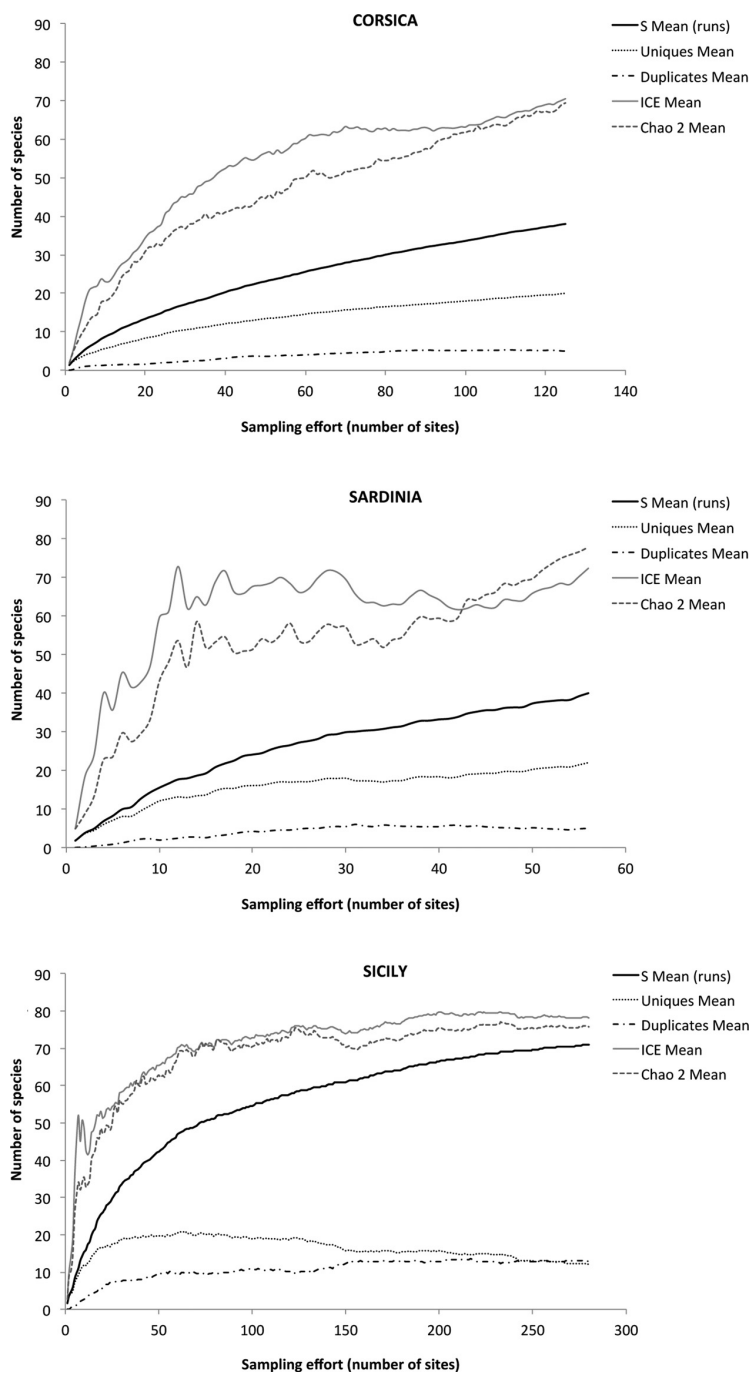 CORSICA
Number of species
90
80
70
60
50
40
30
20
10
0
0 20 40 60 80 100 120 140
Sampling effort (number of sites)
S Mean (runs)
Uniques Mean
Duplicates Mean
ICE Mean
Chao 2 Mean
SARDINIA
Number of species
90
80
70
60
50
40
30
20
10
0
0 10 20 30 40 50 60
Sampling effort (number of sites)
S Mean (runs)
Uniques Mean
Duplicates Mean
ICE Mean
Chao 2 Mean
SICILY
Number of species
90
80
70
60
50
40
30
20
10
0
0 50 100 150 200 250 300
Sampling effort (number of sites)
S Mean (runs)
Uniques Mean
Duplicates Mean
ICE Mean
Chao 2 Mean